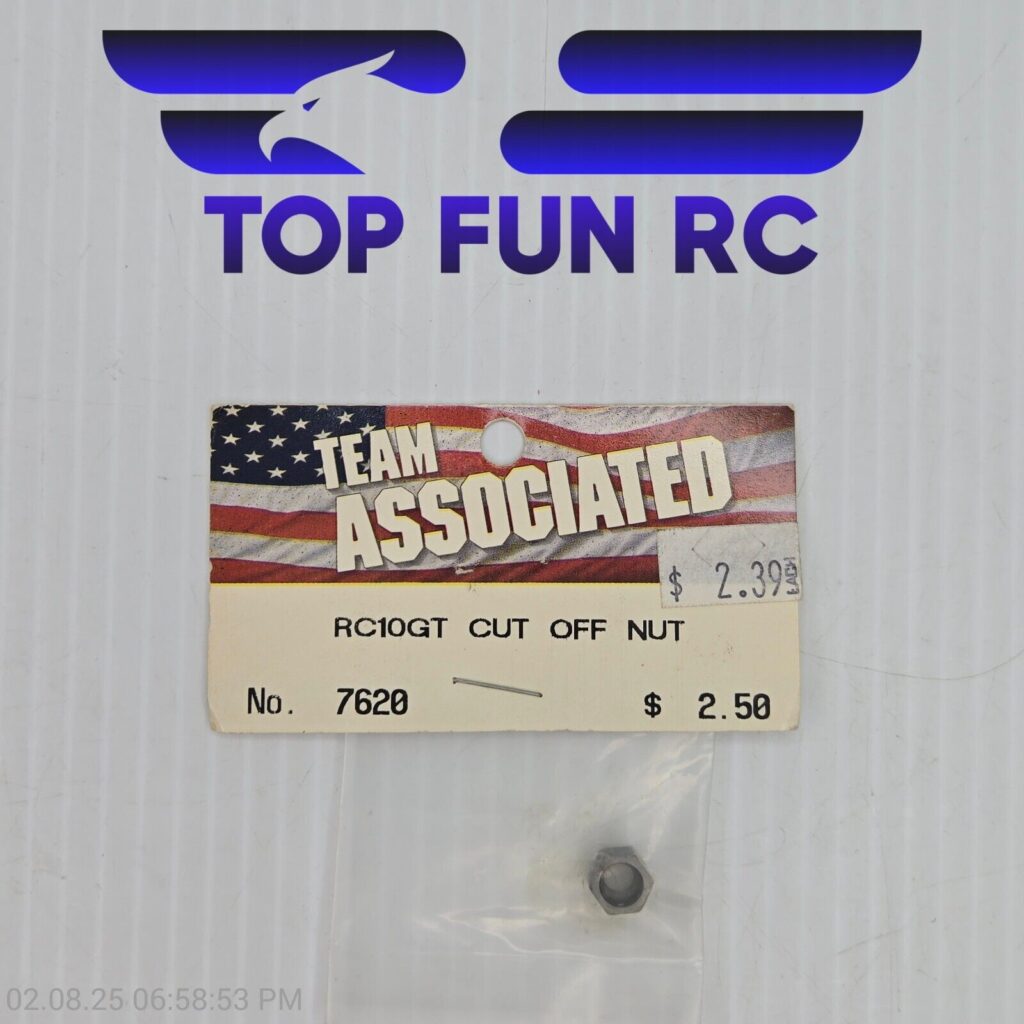 TOP FUN RC
TEAM
ASSOCIATED
$ 2.39 EACH
RC10GT CUT OFF NUT
No. 7620 $ 2.50
02.08.25 06:58:53 PM